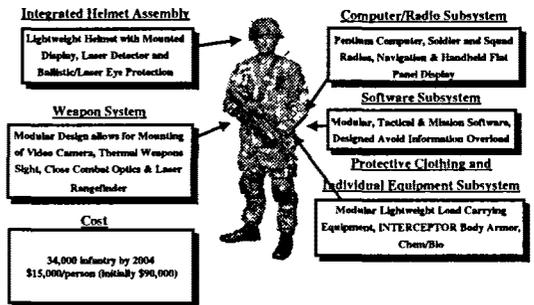 Integrated Helmet Assembly
Lightweight Helmet with Mounted
Display, Laser Detector and
Ballistic/Laser Eye Protection
Weapon System
Modular Design allows for Mounting
of Video Camera, Thermal Weapons
Sight, Close Combat Optics & Laser
Rangefinder
Cost
34,000 infantry by 2004
$15,000/person (initially $90,000)
Computer/Radio Subsystem
Pentium Computer, Soldier and Squad
Radios, Navigation & Handheld Flat
Panel Display
Software Subsystem
Modular, Tactical & Mission Software,
Designed Avoid Information Overload
Protective Clothing and
Individual Equipment Subsystem
Modular Lightweight Load Carrying
Equipment, INTERCEPTOR Body Armor,
Chem/Bio